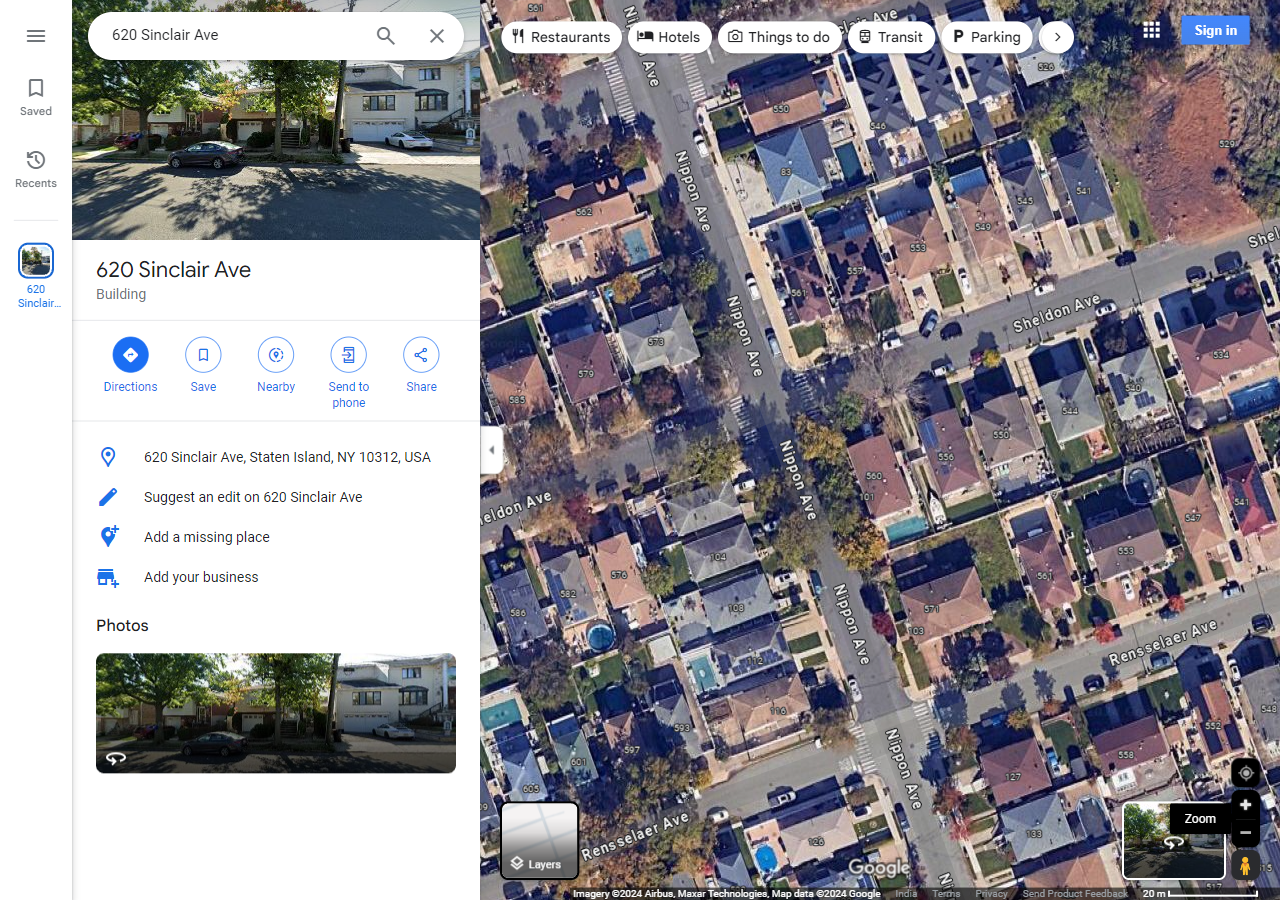 620 Sinclair Ave
Saved
Recents
620
Sinclair...
620 Sinclair Ave
Building
Directions
Save
Nearby
Send to
phone
Share
620 Sinclair Ave, Staten Island, NY 10312, USA
Suggest an edit on 620 Sinclair Ave
Add a missing place
Add your business
Photos
Restaurants
Hotels
Things to do
Transit
Parking
Sign in
561
526
550
546
529
83
541
545
562
549
553
557
561
Nippon Ave
Nippon Ave
Sheldon Ave
573
534
579
540
585
544
550
556
Nippon Ave
560
101
541
547
eldon Ave
553
104
576
561
582
108
571
586
103
Nippon Ave
Rensselaer Ave
112
116
548
593
552
597
558
601
Nippon Ave
127
605
Rensselaer Ave
133
126
Layers
Zoom
Google
517
Imagery ©2024 Airbus, Maxar Technologies, Map data ©2024 Google
India
Terms
Privacy
Send Product Feedback
20 m